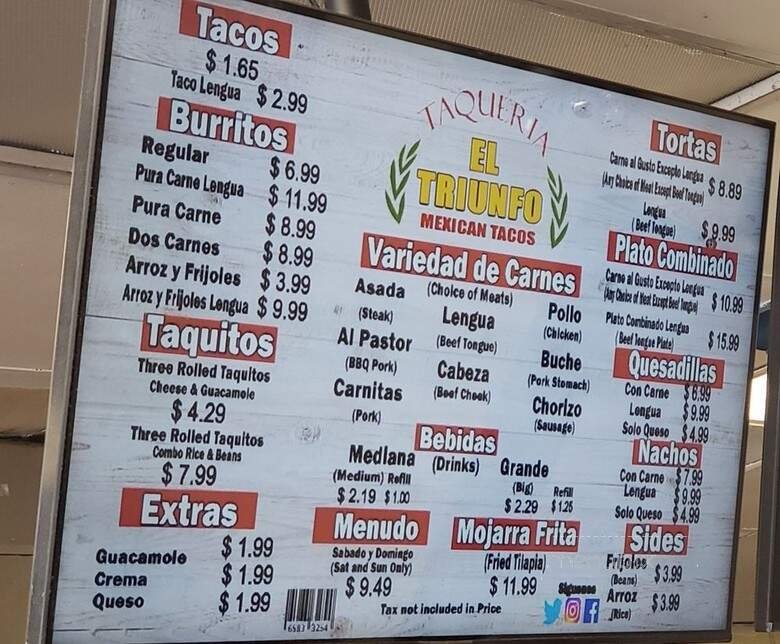 Tacos
$ 1.65
Taco Lengua $ 2.99
Burritos
Regular $ 6.99
Pura Carne Lengua $ 11.99
Pura Carne $ 8.99
Dos Carnes $ 8.99
Arroz y Frijoles $ 3.99
Arroz y Frijoles Lengua $ 9.99
Taquitos
Three Rolled Taquitos
Cheese & Guacamole
$ 4.29
Three Rolled Taquitos
Combo Rice & Beans
$ 7.99
Extras
Guacamole $ 1.99
Crema $ 1.99
Queso $ 1.99
TAQUERIA
EL
TRIUNFO
MEXICAN TACOS
Variedad de Carnes
(Choice of Meats)
Asada
(Steak)
Al Pastor
(BBQ Pork)
Carnitas
(Pork)
Lengua
(Beef Tongue)
Cabeza
(Beef Cheek)
Pollo
(Chicken)
Buche
(Pork Stomach)
Chorizo
(Sausage)
Bebidas
(Drinks)
Mediana
(Medium) Refill
$ 2.19 $1.00
Grande
(Big) Refill
$ 2.29 $1.25
Menudo
Sabado y Domingo
(Sat and Sun Only)
$ 9.49
Mojarra Frita
(Fried Tilapia)
$ 11.99
Tax not included in Price
6583 3254
Tortas
Carne al Gusto Excepto Lengua
(Any Choice of Meat Except Beef Tongue) $ 8.89
Lengua
(Beef Tongue) $ 9.99
Plato Combinado
Carne al Gusto Excepto Lengua
(Any Choice of Meat Except Beef Tongue) $ 10.99
Plato Combinado Lengua
(Beef Tongue Plate) $ 15.99
Quesadillas
Con Carne $ 6.99
Lengua $ 9.99
Solo Queso $ 4.99
Nachos
Con Carne $ 7.99
Lengua $ 9.99
Solo Queso $ 4.99
Sides
Frijoles
(Beans) $ 3.99
Arroz
(Rice) $ 3.99
Siguenos